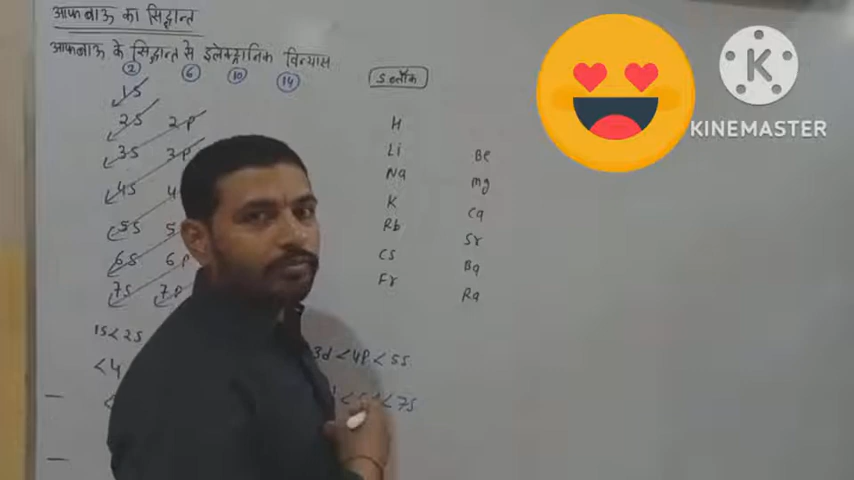 आफबाऊ का सिद्धान्त
आफबाऊ के सिद्धान्त से इलेक्ट्रानिक विन्यास
2 6 10 14
S ब्लॉक
1S
2S 2P
3S 3P
4S 4
5S 5
6S 6P
7S 7P
H
Li Be
Na Mg
K Ca
Rb Sr
Cs Ba
Fr Ra
1S<2S
<4
3d<4P<5S
<7S
K
KINEMASTER